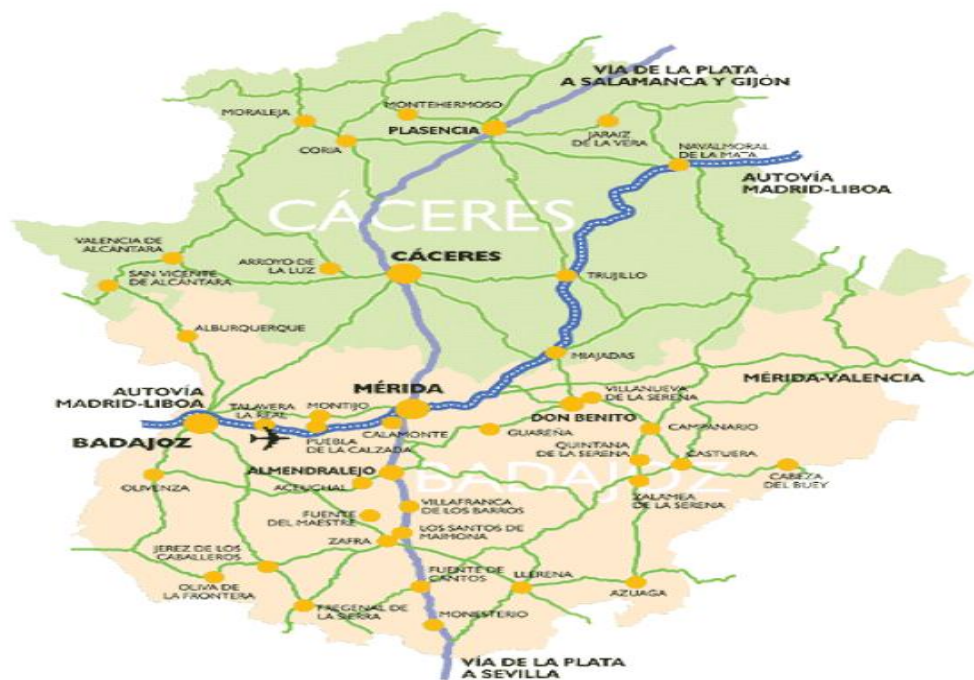 VÍA DE LA PLATA
A SALAMANCA Y GIJÓN
MONTEHERMOSO
MORALEJA
PLASENCIA
JARAIZ
DE LA VERA
CORIA
NAVALMORAL
DE LA MATA
AUTOVÍA
MADRID-LIBOA
CÁCERES
VALENCIA DE
ALCÁNTARA
ARROYO DE
LA LUZ
CÁCERES
SAN VICENTE
DE ALCÁNTARA
TRUJILLO
ALBURQUERQUE
MIAJADAS
AUTOVÍA
MADRID-LIBOA
MÉRIDA
MÉRIDA-VALENCIA
VILLANUEVA
DE LA SERENA
TALAVERA
LA REAL
MONTIJO
DON BENITO
BADAJOZ
PUEBLA
DE LA CALZADA
CALAMONTE
GUAREÑA
CAMPANARIO
QUINTANA
DE LA SERENA
CASTUERA
ALMENDRALEJO
BADAJOZ
OLIVENZA
ACEUCHAL
CABEZA
DEL BUEY
VILLAFRANCA
DE LOS BARROS
ZALAMEA
DE LA SERENA
FUENTE
DEL MAESTRE
LOS SANTOS DE
MAIMONA
ZAFRA
JEREZ DE LOS
CABALLEROS
FUENTE DE
CANTOS
LLERENA
OLIVA DE
LA FRONTERA
AZUAGA
FREGENAL DE
LA SIERRA
MONESTERIO
VÍA DE LA PLATA
A SEVILLA